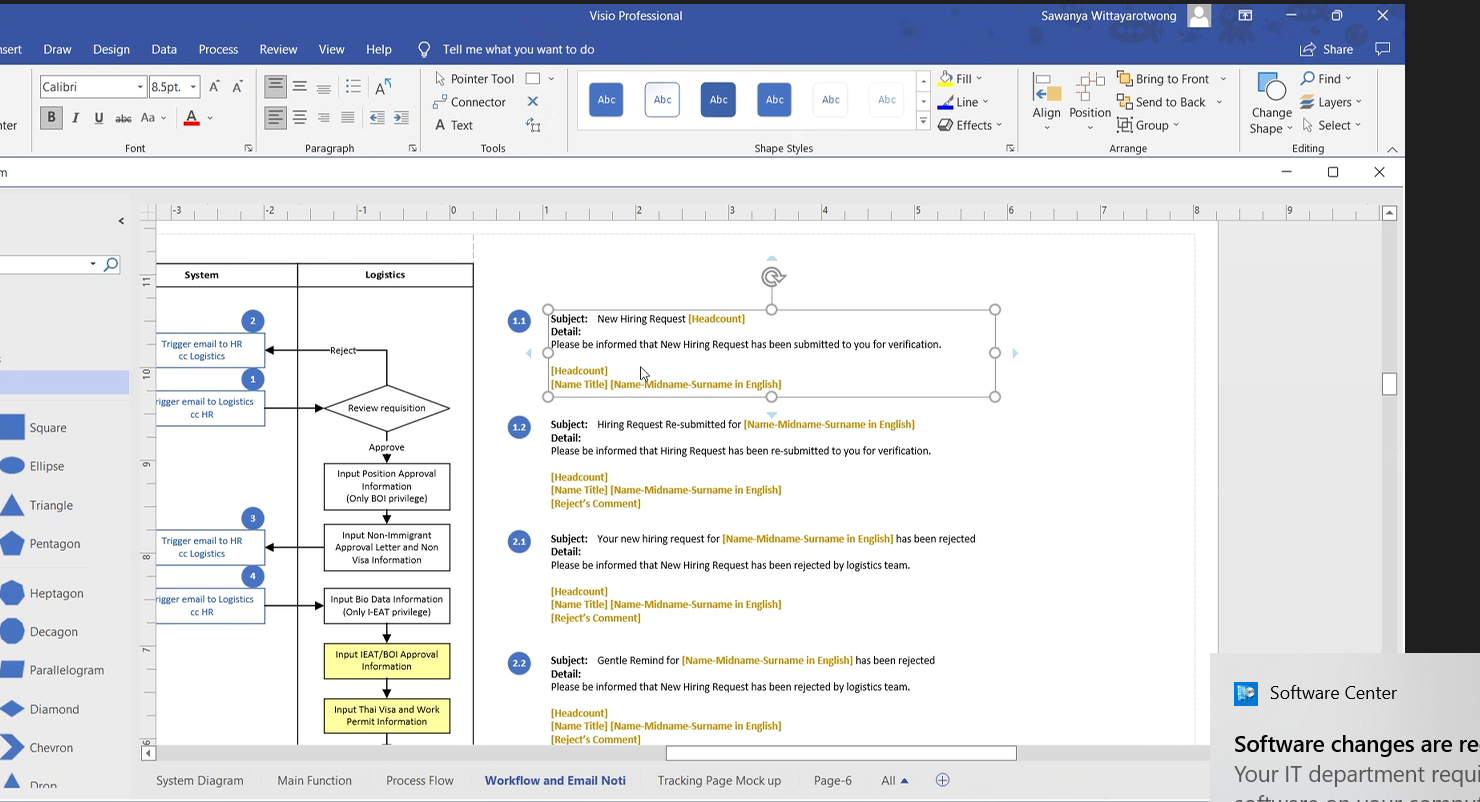 Visio Professional
Sawanya Wittayarotwong
Draw
Design
Data
Process
Review
View
Help
Tell me what you want to do
Share
Calibri
8.5pt.
B
I
U
abc
Aa
A
Font
Paragraph
Pointer Tool
Connector
A Text
Tools
Abc
Abc
Abc
Abc
Abc
Abc
Shape Styles
Fill
Line
Effects
Align
Position
Bring to Front
Send to Back
Group
Arrange
Change
Shape
Find
Layers
Select
Editing
-3
-2
-1
0
1
2
3
4
5
6
7
8
9
11
10
9
8
7
6
Square
Ellipse
Triangle
Pentagon
Heptagon
Decagon
Parallelogram
Diamond
Chevron
System
Logistics
2
Trigger email to HR
cc Logistics
Reject
1
rigger email to Logistics
cc HR
Review requisition
Approve
Input Position Approval
Information
(Only BOI privilege)
3
Trigger email to HR
cc Logistics
Input Non-Immigrant
Approval Letter and Non
Visa Information
4
rigger email to Logistics
cc HR
Input Bio Data Information
(Only I-EAT privilege)
Input IEAT/BOI Approval
Information
Input Thai Visa and Work
Permit Information
1.1
Subject: New Hiring Request [Headcount]
Detail:
Please be informed that New Hiring Request has been submitted to you for verification.
[Headcount]
[Name Title] [Name-Midname-Surname in English]
1.2
Subject: Hiring Request Re-submitted for [Name-Midname-Surname in English]
Detail:
Please be informed that Hiring Request has been re-submitted to you for verification.
[Headcount]
[Name Title] [Name-Midname-Surname in English]
[Reject's Comment]
2.1
Subject: Your new hiring request for [Name-Midname-Surname in English] has been rejected
Detail:
Please be informed that New Hiring Request has been rejected by logistics team.
[Headcount]
[Name Title] [Name-Midname-Surname in English]
[Reject's Comment]
2.2
Subject: Gentle Remind for [Name-Midname-Surname in English] has been rejected
Detail:
Please be informed that New Hiring Request has been rejected by logistics team.
[Headcount]
[Name Title] [Name-Midname-Surname in English]
[Reject's Comment]
System Diagram
Main Function
Process Flow
Workflow and Email Noti
Tracking Page Mock up
Page-6
All
Software Center
Software changes are re
Your IT department requi